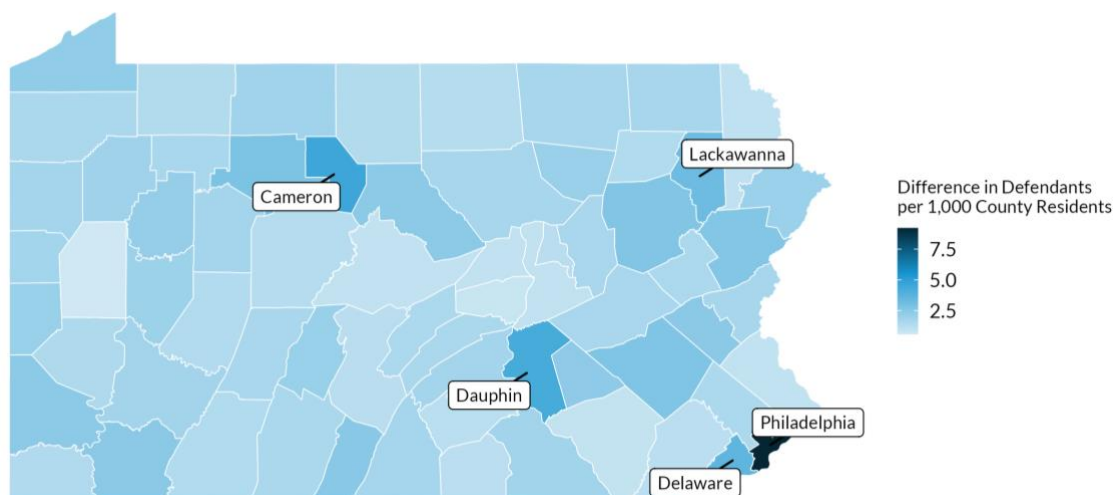 Lackawanna
Cameron
Dauphin
Philadelphia
Delaware
Difference in Defendants
per 1,000 County Residents
7.5
5.0
2.5